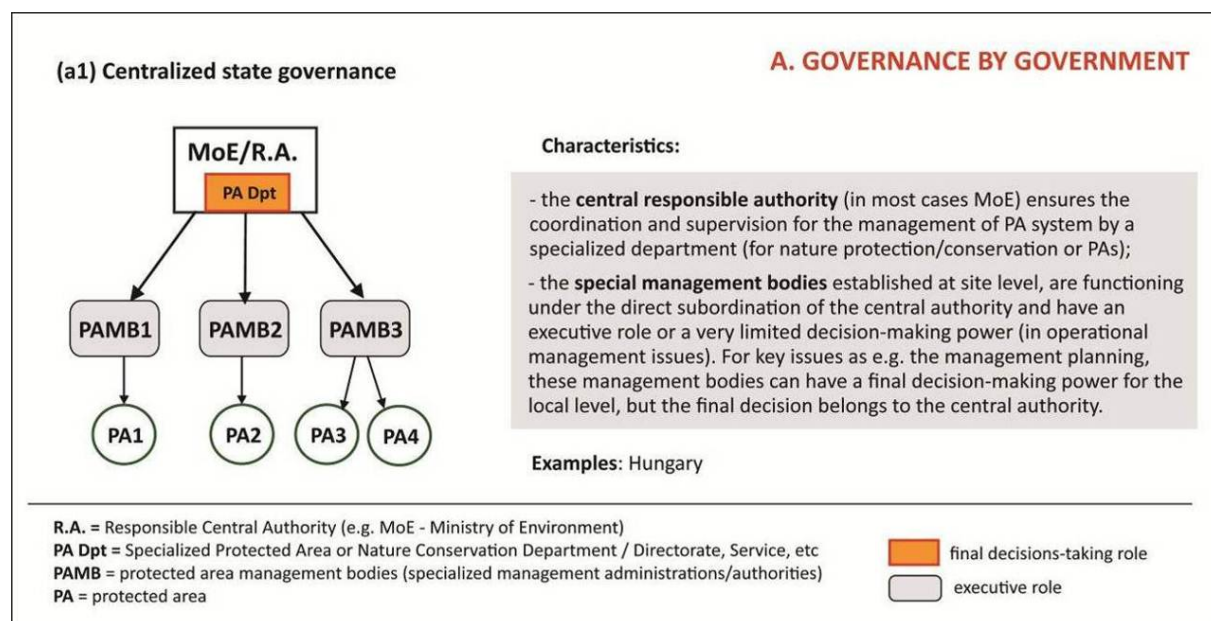 (a1) Centralized state governance
A. GOVERNANCE BY GOVERNMENT
MoE/R.A.
PA Dpt
PAMB1
PAMB2
PAMB3
PA1
PA2
PA3
PA4
Characteristics:
- the central responsible authority (in most cases MoE) ensures the
coordination and supervision for the management of PA system by a
specialized department (for nature protection/conservation or PAs);
- the special management bodies established at site level, are functioning
under the direct subordination of the central authority and have an
executive role or a very limited decision-making power (in operational
management issues). For key issues as e.g. the management planning,
these management bodies can have a final decision-making power for the
local level, but the final decision belongs to the central authority.
Examples: Hungary
R.A. = Responsible Central Authority (e.g. MoE - Ministry of Environment)
PA Dpt = Specialized Protected Area or Nature Conservation Department / Directorate, Service, etc
PAMB = protected area management bodies (specialized management administrations/authorities)
PA = protected area
final decisions-taking role
executive role